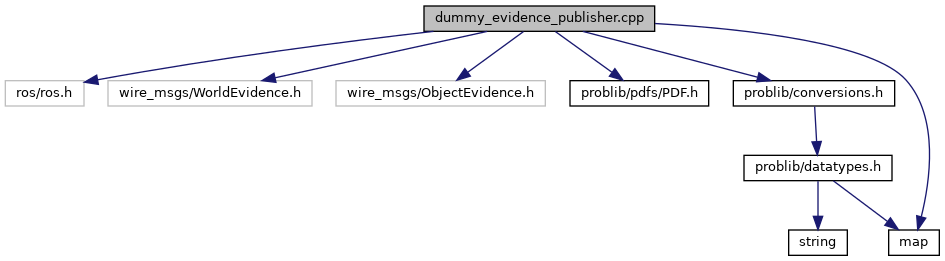 dummy_evidence_publisher.cpp
ros/ros.h
wire_msgs/WorldEvidence.h
wire_msgs/ObjectEvidence.h
problib/pdfs/PDF.h
problib/conversions.h
problib/datatypes.h
string
map